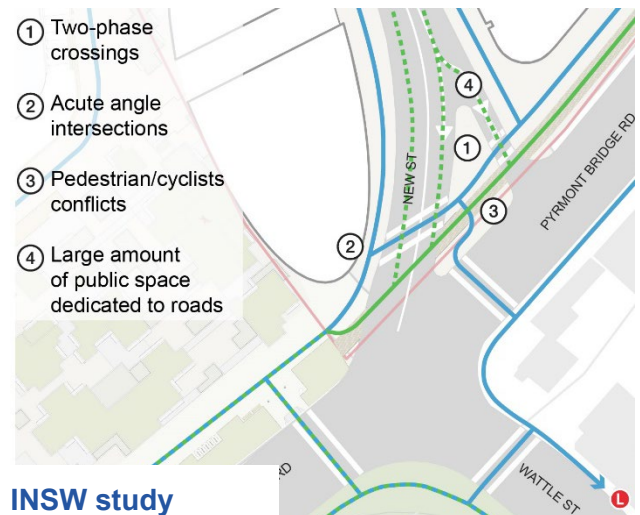 ① Two-phase
crossings
② Acute angle
intersections
③ Pedestrian/cyclists
conflicts
④ Large amount
of public space
dedicated to roads
④
①
NEW ST
③
②
PYRMONT BRIDGE RD
RD
WATTLE ST
L
INSW study